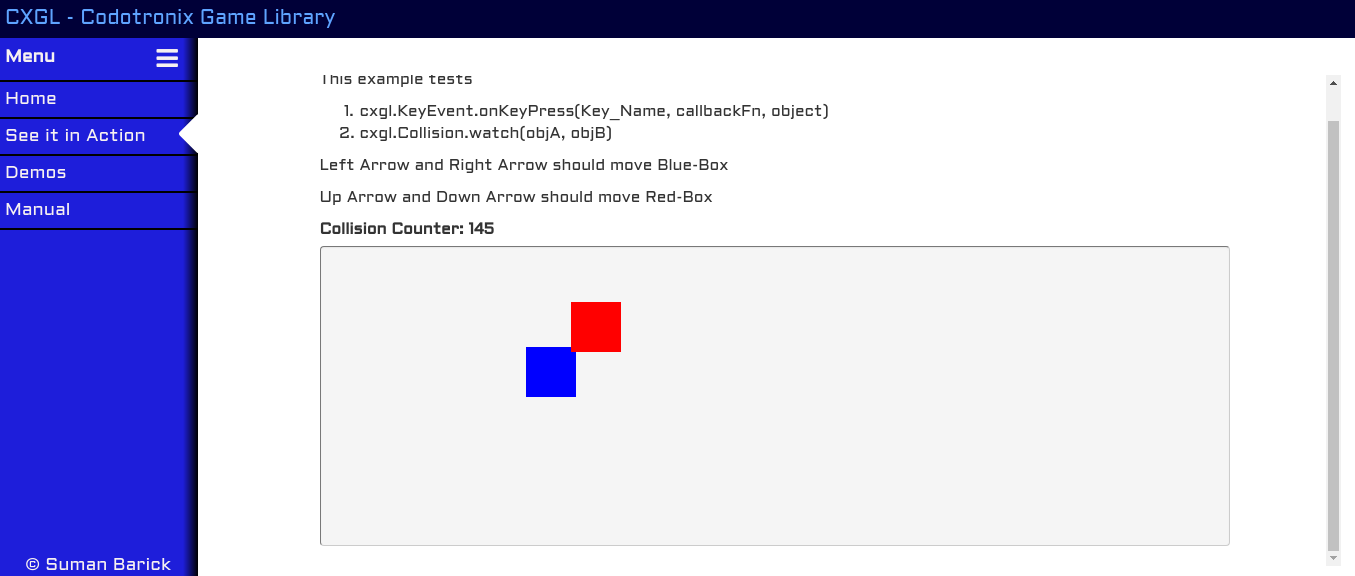 CXGL - Codotronix Game Library
Menu
Home
See it in Action
Demos
Manual
© Suman Barick
This example tests
1. cxgl.KeyEvent.onKeyPress(Key_Name, callbackFn, object)
2. cxgl.Collision.watch(objA, objB)
Left Arrow and Right Arrow should move Blue-Box
Up Arrow and Down Arrow should move Red-Box
Collision Counter: 145